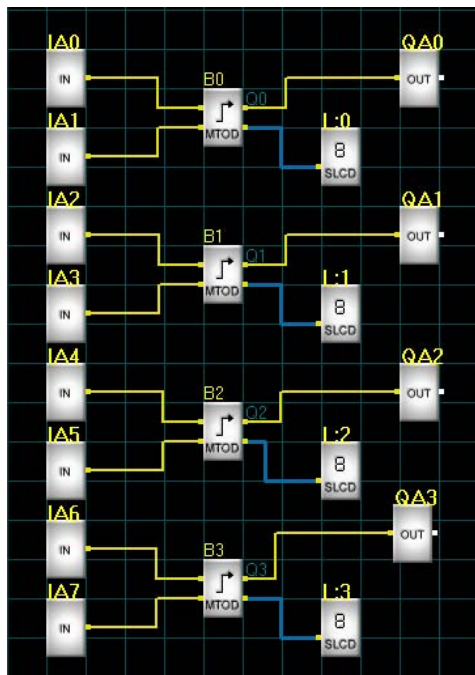 IA0 QA0
IN B0 Q0 OUT
IA1 MTOD L:0
IN 8
SLCD
IA2 QA1
IN B1 Q1 OUT
IA3 MTOD L:1
IN 8
SLCD
IA4 QA2
IN B2 Q2 OUT
IA5 MTOD L:2
IN 8
SLCD
IA6 QA3
IN B3 Q3 OUT
IA7 MTOD L:3
IN 8
SLCD